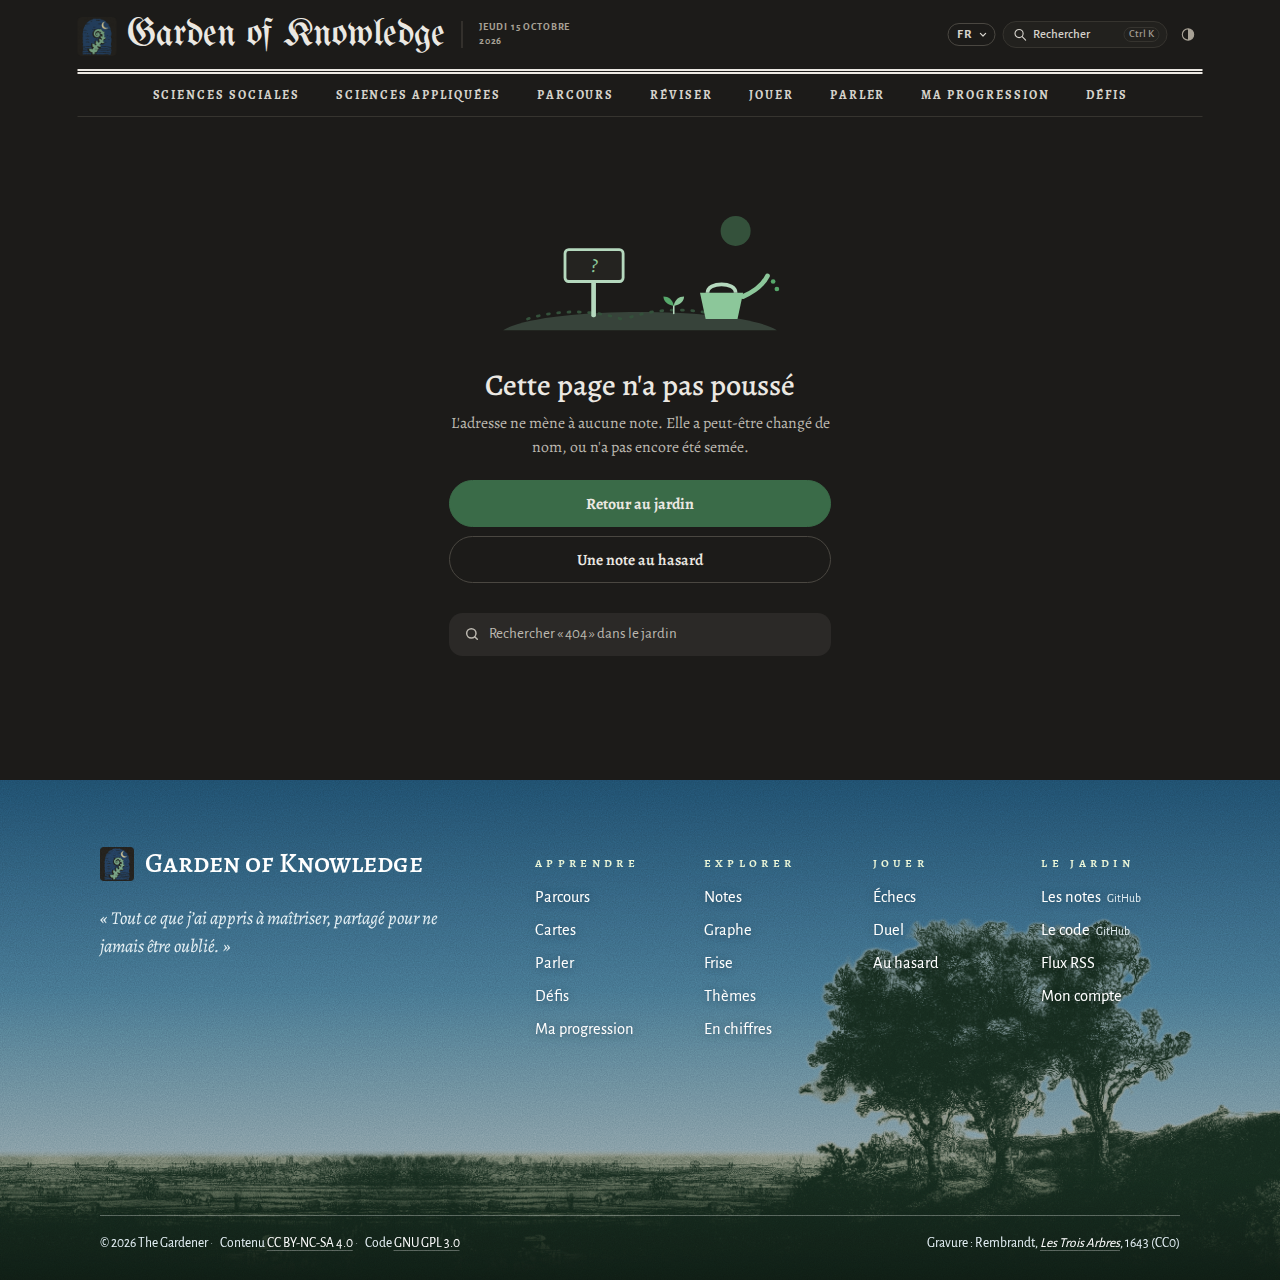 Garden of Knowledge
JEUDI 15 OCTOBRE
2026
FR
Rechercher
Ctrl K
SCIENCES SOCIALES
SCIENCES APPLIQUÉES
PARCOURS
RÉVISER
JOUER
PARLER
MA PROGRESSION
DÉFIS
?
Cette page n'a pas poussé
L'adresse ne mène à aucune note. Elle a peut-être changé de
nom, ou n'a pas encore été semée.
Retour au jardin
Une note au hasard
Rechercher « 404 » dans le jardin
GARDEN OF KNOWLEDGE
« Tout ce que j’ai appris à maîtriser, partagé pour ne
jamais être oublié. »
APPRENDRE
Parcours
Cartes
Parler
Défis
Ma progression
EXPLORER
Notes
Graphe
Frise
Thèmes
En chiffres
JOUER
Échecs
Duel
Au hasard
LE JARDIN
Les notes GitHub
Le code GitHub
Flux RSS
Mon compte
© 2026 The Gardener · Contenu CC BY-NC-SA 4.0 · Code GNU GPL 3.0
Gravure : Rembrandt, Les Trois Arbres, 1643 (CC0)